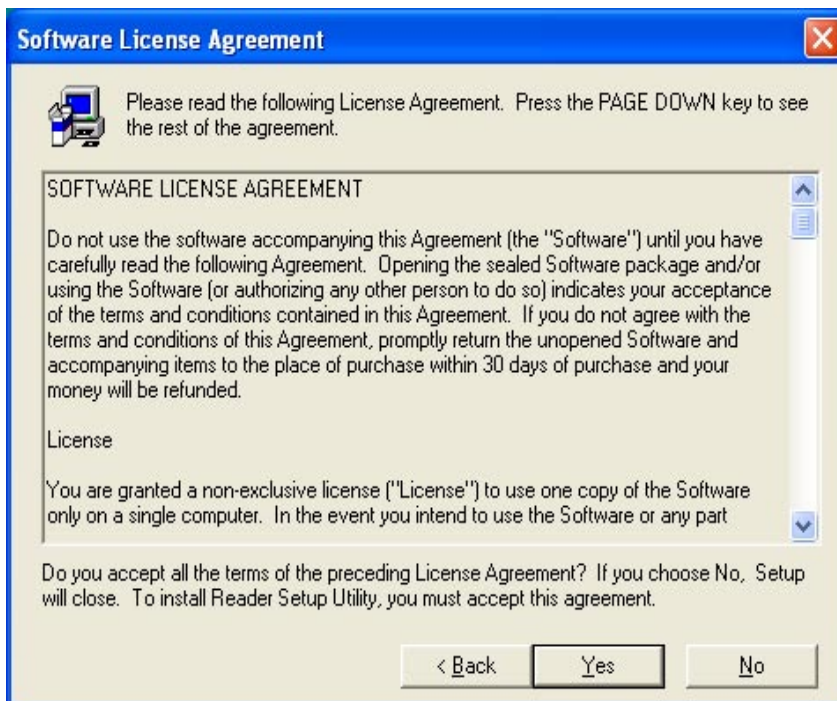 Software License Agreement
Please read the following License Agreement.  Press the PAGE DOWN key to see
the rest of the agreement.
SOFTWARE LICENSE AGREEMENT
Do not use the software accompanying this Agreement (the "Software") until you have
carefully read the following Agreement.  Opening the sealed Software package and/or
using the Software (or authorizing any other person to do so) indicates your acceptance
of the terms and conditions contained in this Agreement.  If you do not agree with the
terms and conditions of this Agreement, promptly return the unopened Software and
accompanying items to the place of purchase within 30 days of purchase and your
money will be refunded.
License
You are granted a non-exclusive license ("License") to use one copy of the Software
only on a single computer.  In the event you intend to use the Software or any part
Do you accept all the terms of the preceding License Agreement?  If you choose No,  Setup
will close.  To install Reader Setup Utility, you must accept this agreement.
< Back Yes No